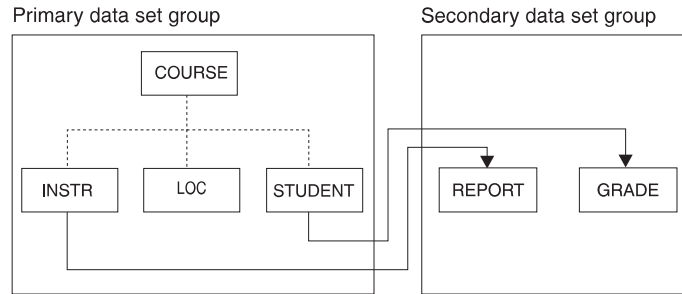 Primary data set group
Secondary data set group
COURSE
INSTR
LOC
STUDENT
REPORT
GRADE